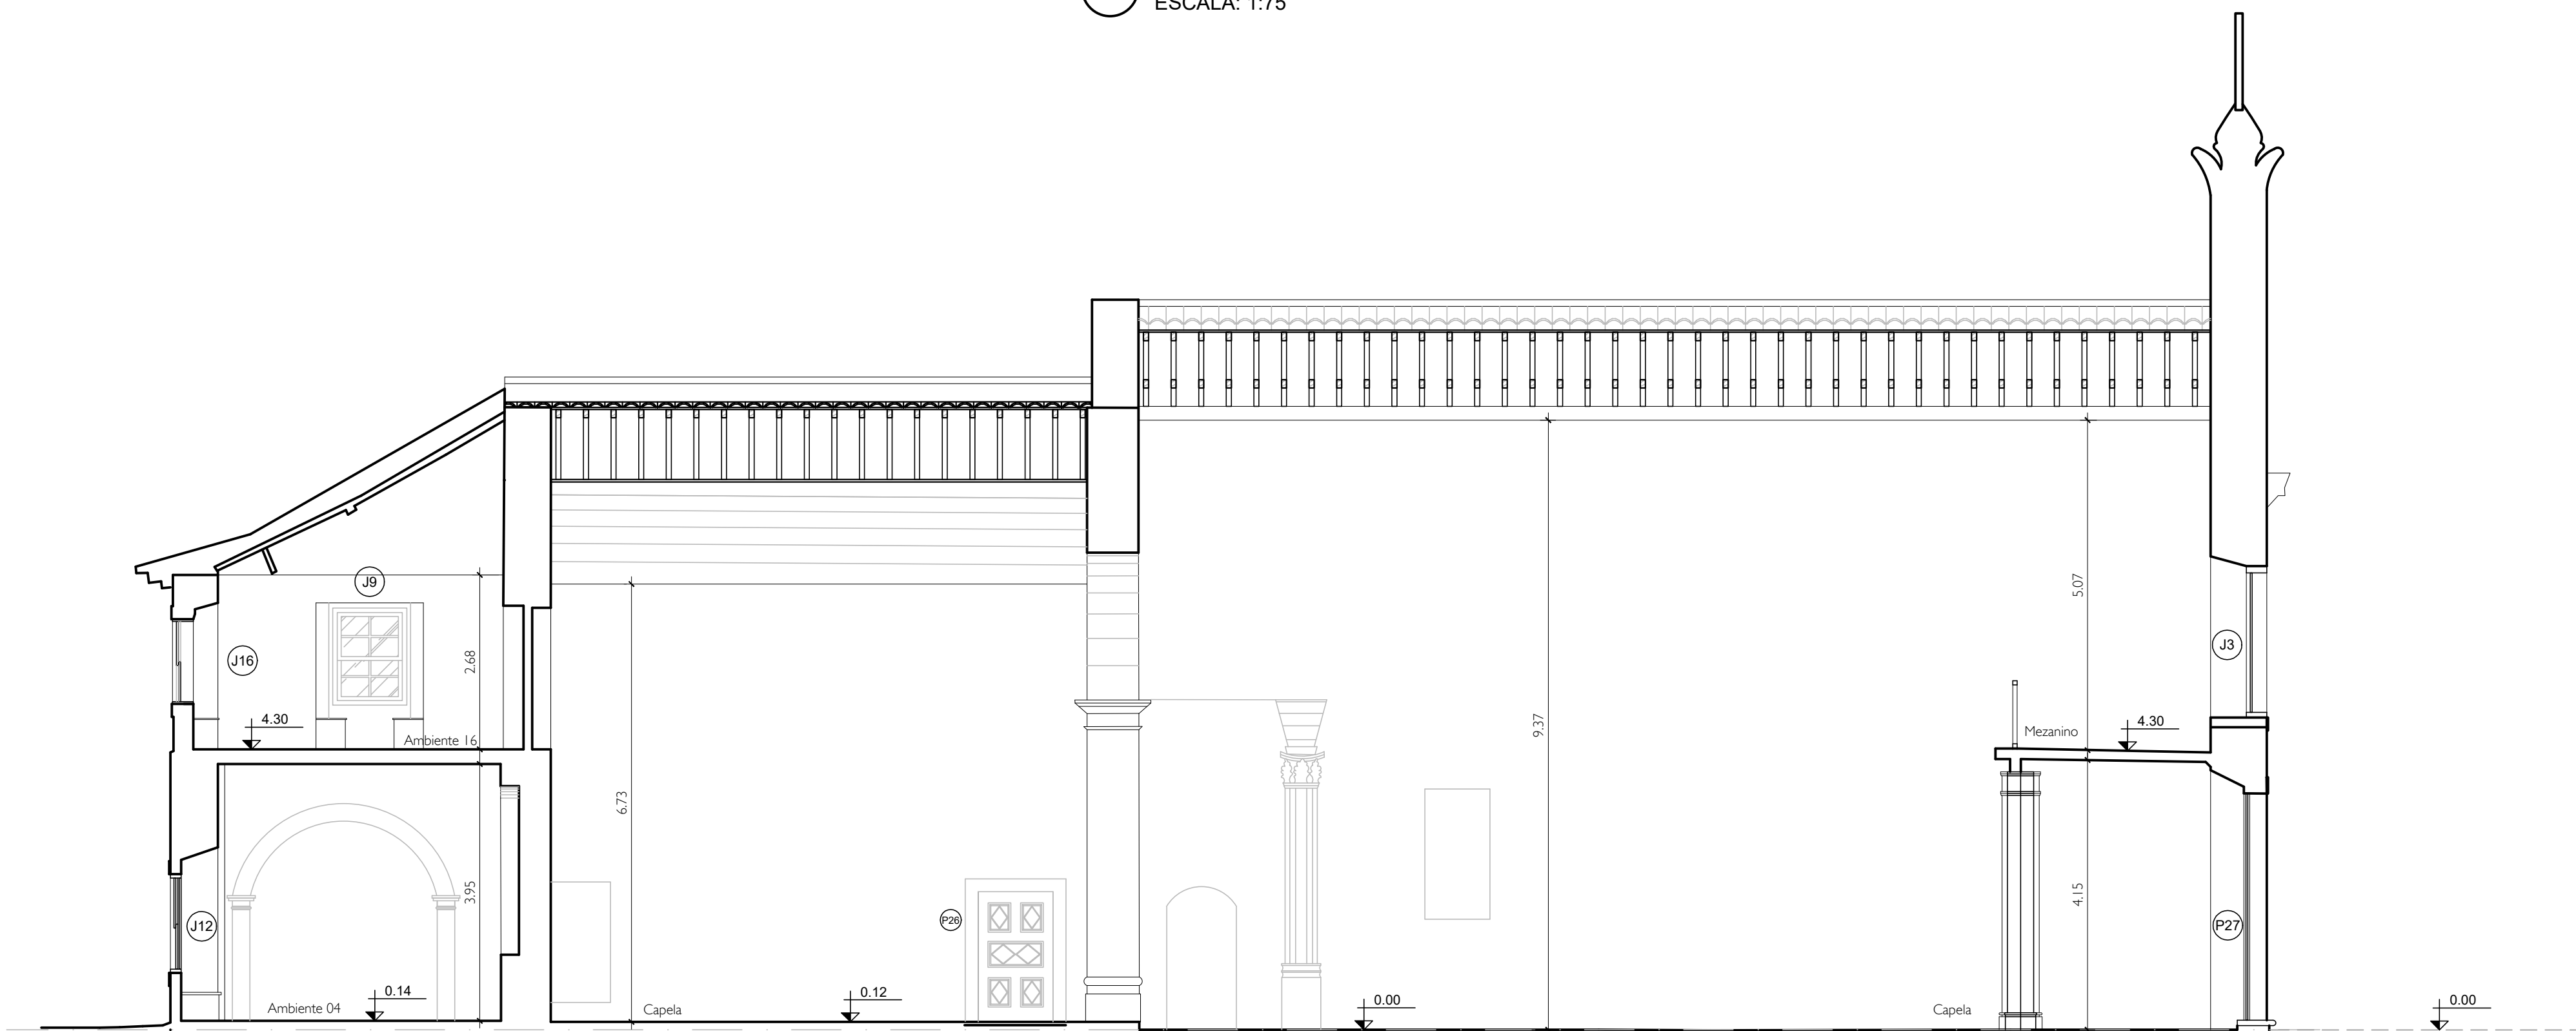 ESCALA: 1:75
J9
J16
2.68
4.30
Ambiente 16
3.95
J12
Ambiente 04
0.14
6.73
Capela
0.12
P26
9.37
0.00
5.07
J3
Mezanino
4.30
4.15
P27
Capela
0.00